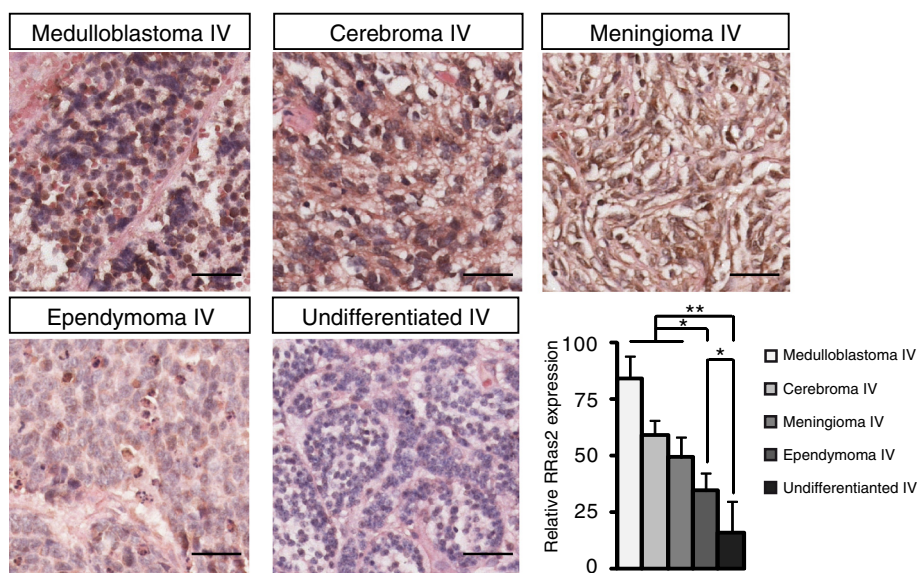 Medulloblastoma IV
Cerebroma IV
Meningioma IV
Ependymoma IV
Undifferentiated IV
**
*
*
Relative RRas2 expression
100
75
50
25
0
Medulloblastoma IV
Cerebroma IV
Meningioma IV
Ependymoma IV
Undifferentianted IV